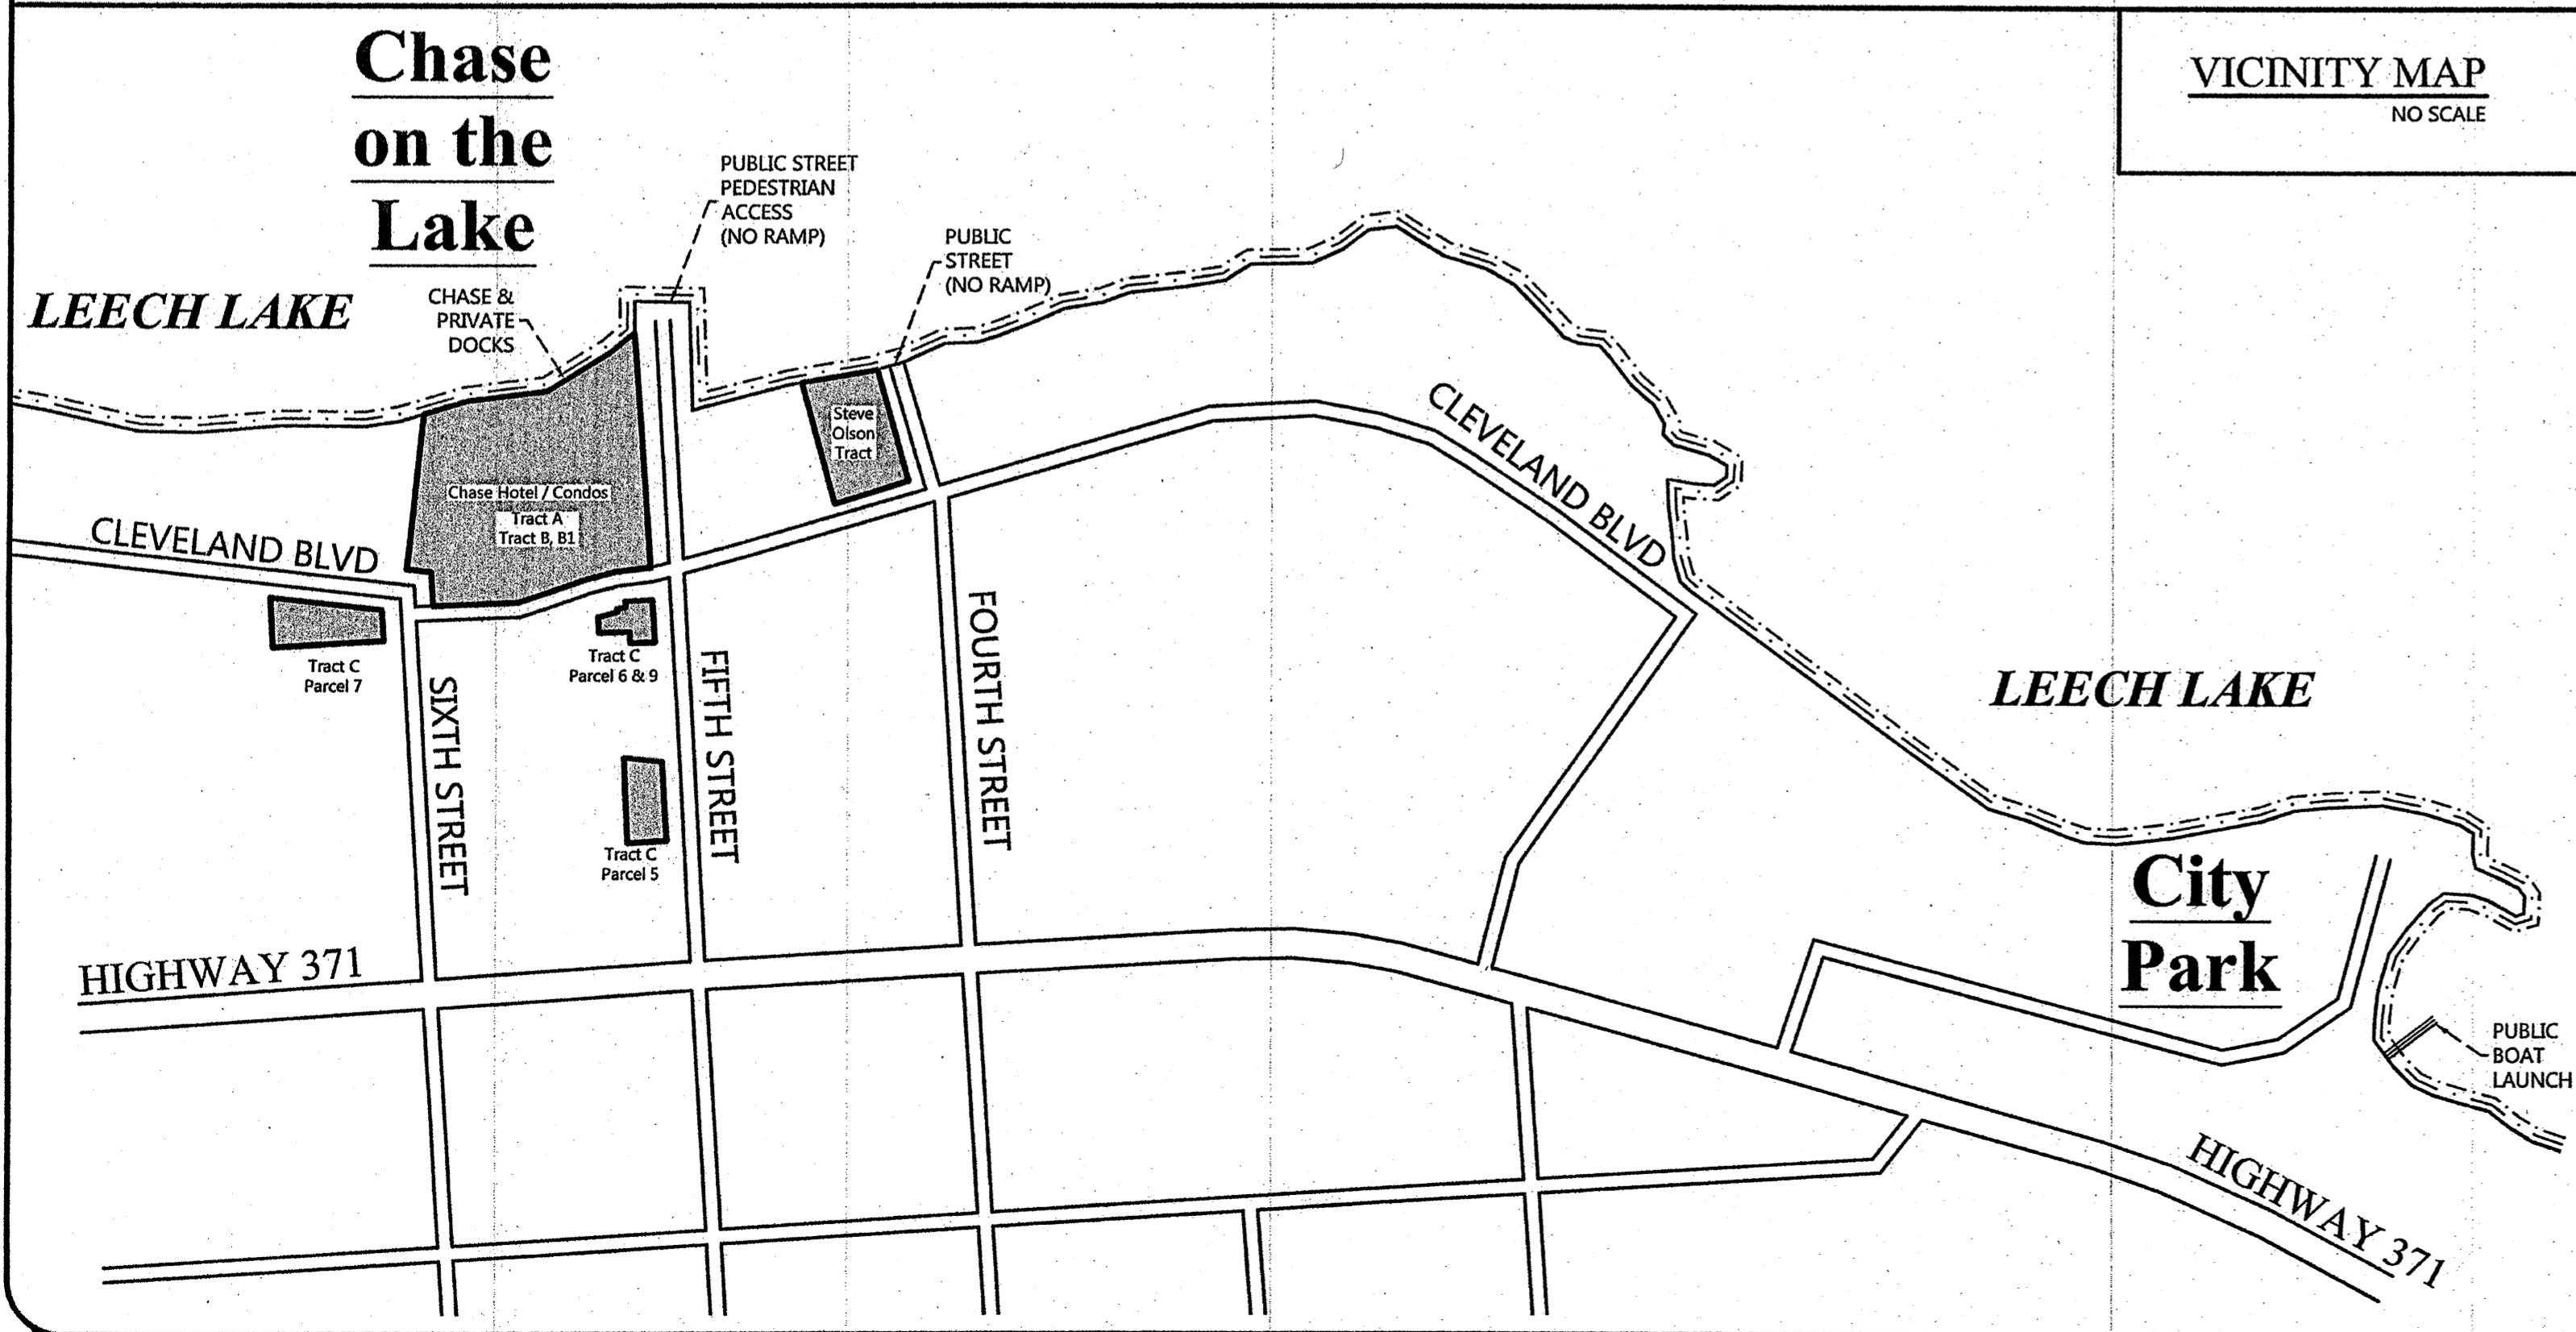 Chase
on the
Lake
VICINITY MAP
NO SCALE
PUBLIC STREET
PEDESTRIAN
ACCESS
(NO RAMP)
PUBLIC
STREET
(NO RAMP)
LEECH LAKE
CHASE &
PRIVATE
DOCKS
Steve
Olson
Tract
CLEVELAND BLVD
Chase Hotel / Condos
Tract A
Tract B, B1
CLEVELAND BLVD
Tract C
Parcel 7
Tract C
Parcel 6 & 9
SIXTH STREET
FIFTH STREET
FOURTH STREET
LEECH LAKE
Tract C
Parcel 5
City
Park
HIGHWAY 371
PUBLIC
BOAT
LAUNCH
HIGHWAY 371